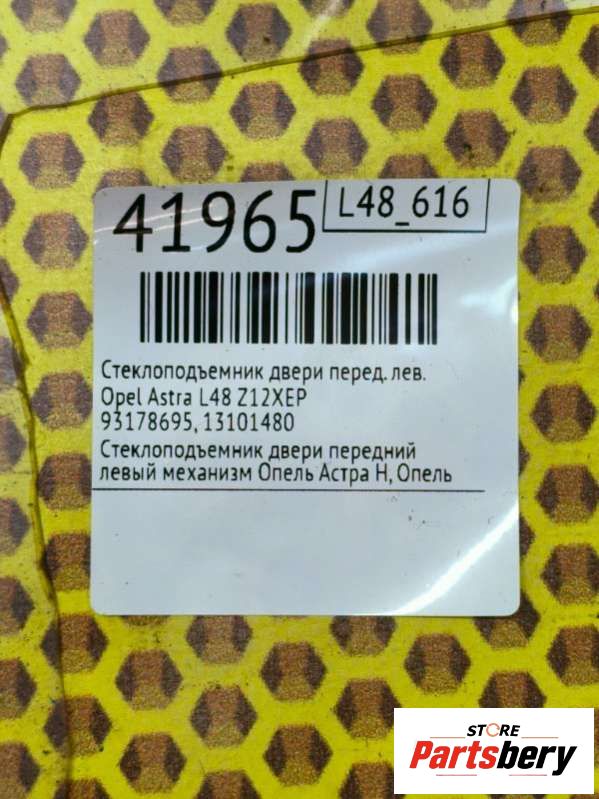 41965
L48_616
Стеклоподъемник двери перед. лев.
Opel Astra L48 Z12XEP
93178695, 13101480
Стеклоподъемник двери передний
левый механизм Опель Астра Н, Опель
STORE
Partsbery